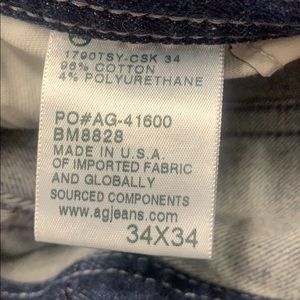 1790TSY-CSK 34
96% COTTON
4% POLYURETHANE
PO#AG-41600
BM8828
MADE IN U.S.A.
OF IMPORTED FABRIC
AND GLOBALLY
SOURCED COMPONENTS
www.agjeans.com
34X34